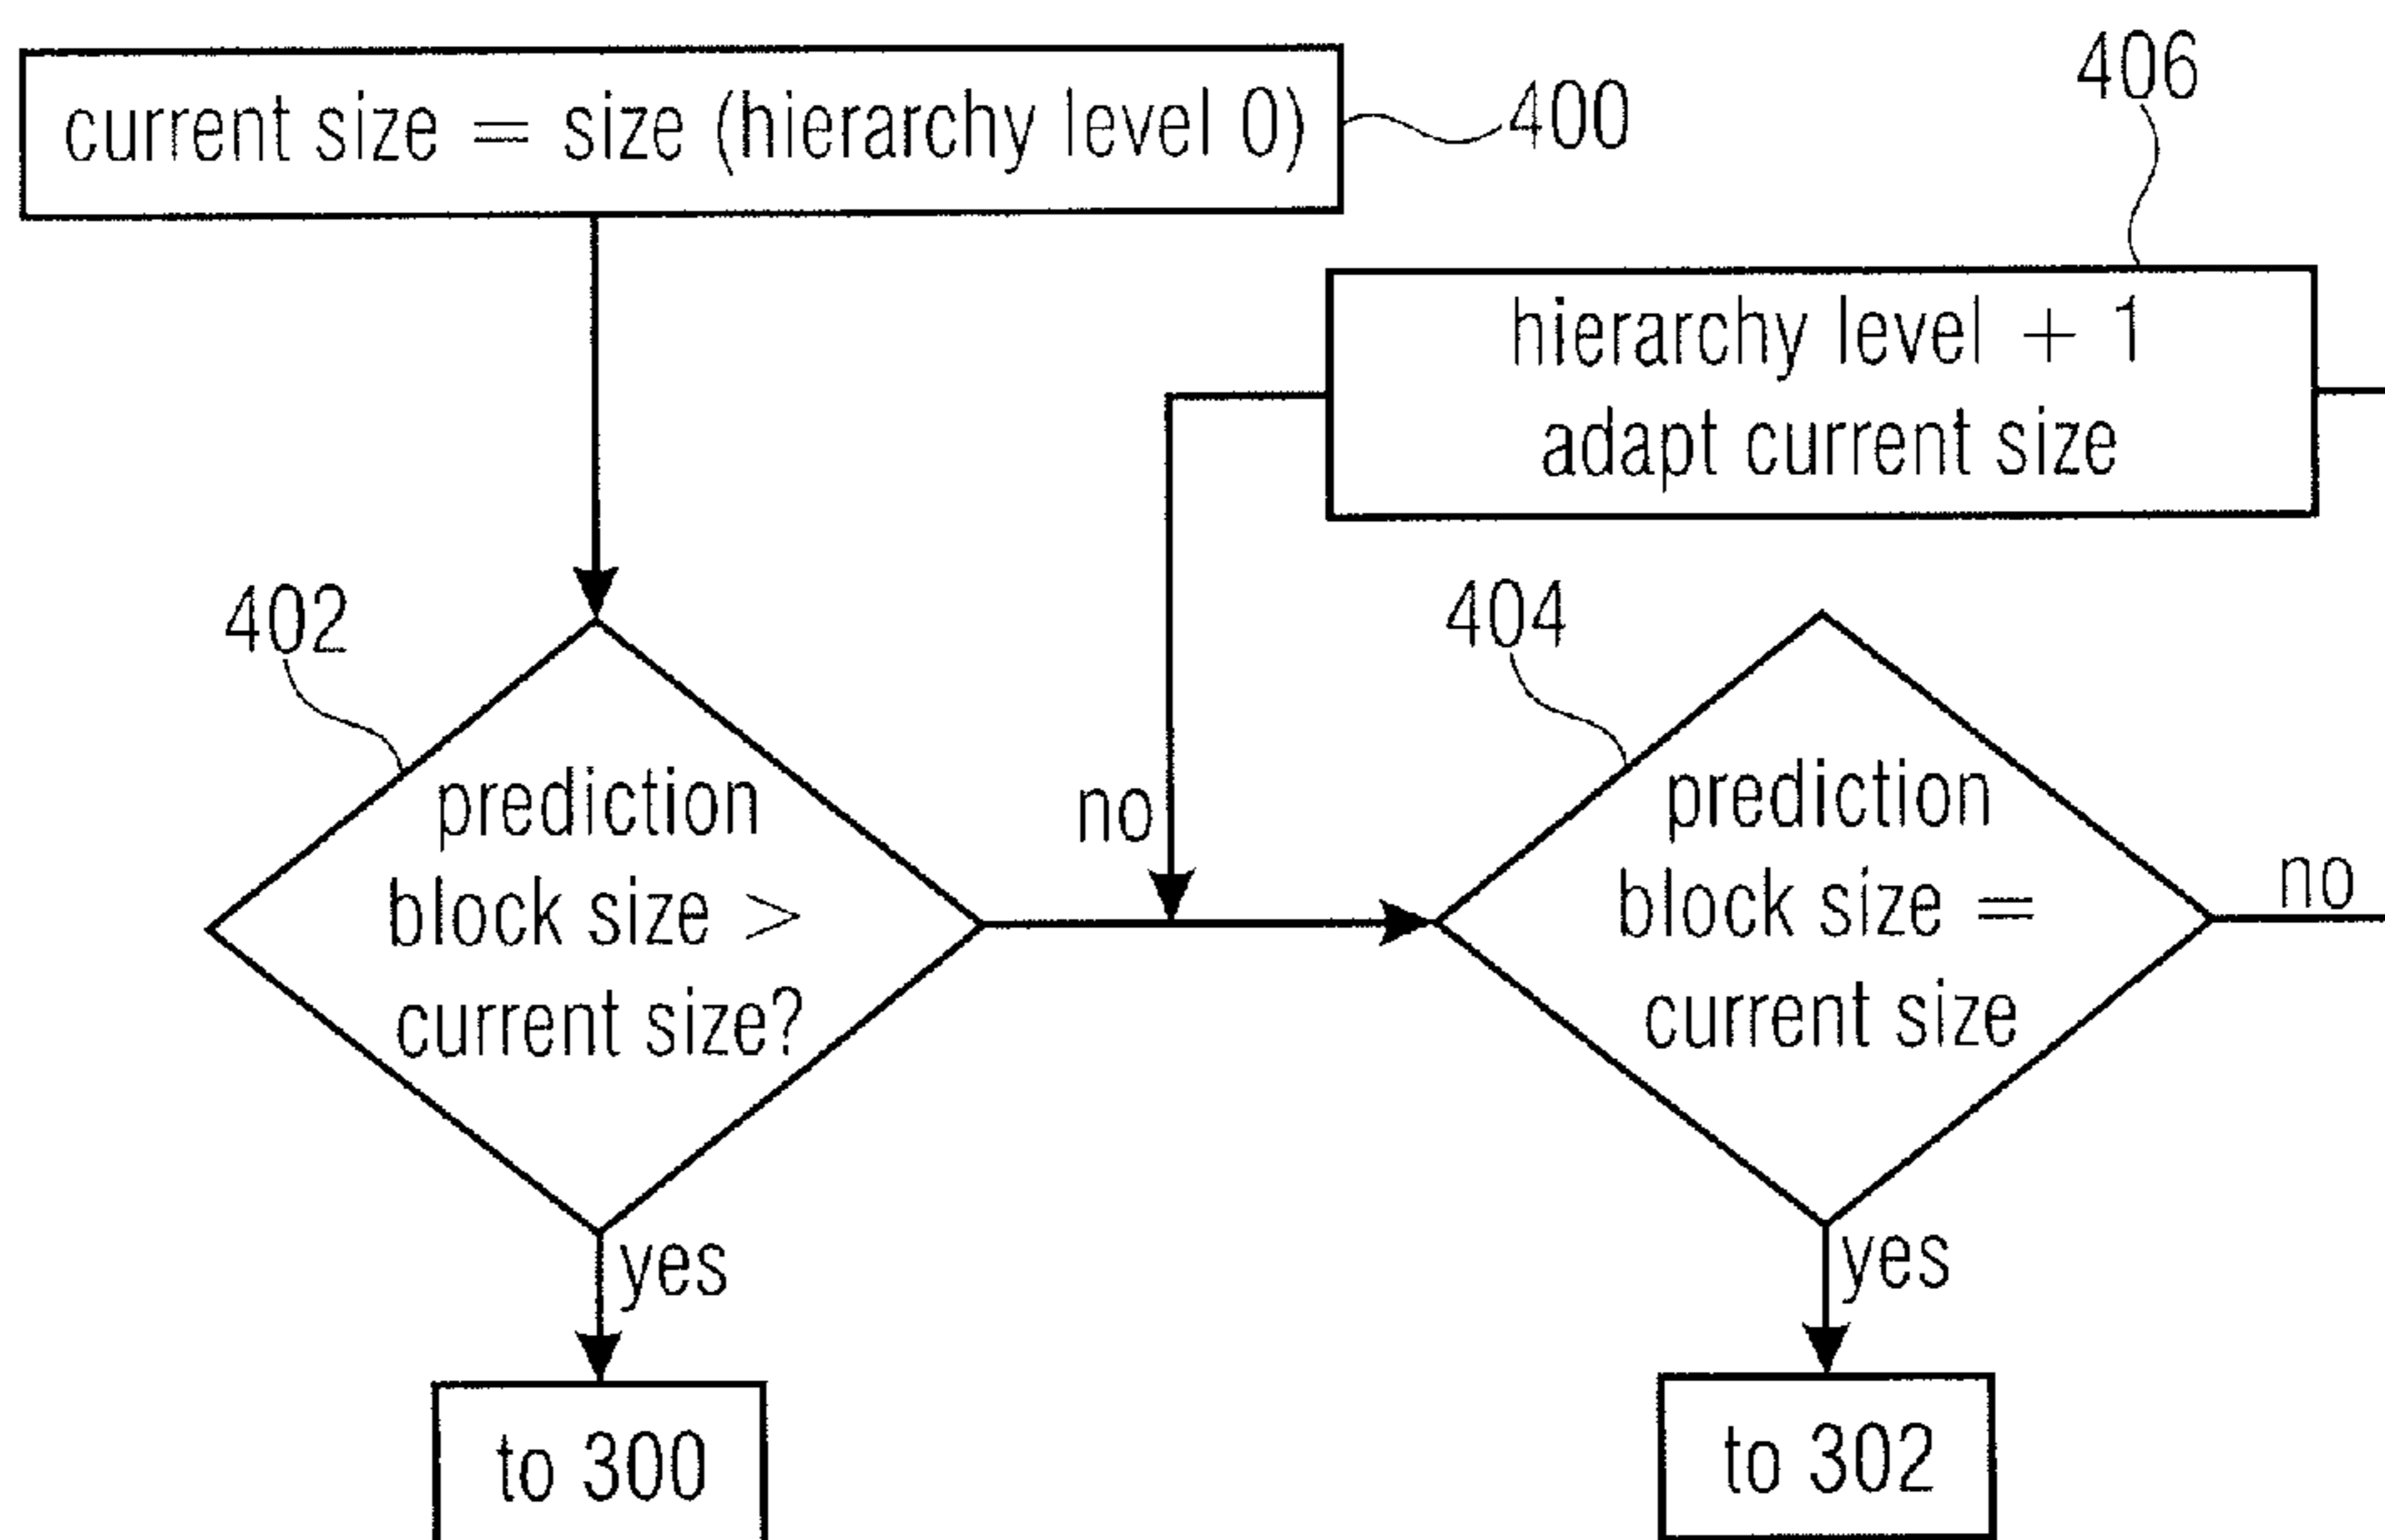 current size = size (hierarchy level 0)
400
406
hierarchy level + 1
adapt current size
402
prediction
block size >
current size?
no
404
prediction
block size =
current size
no
yes
yes
to 300
to 302